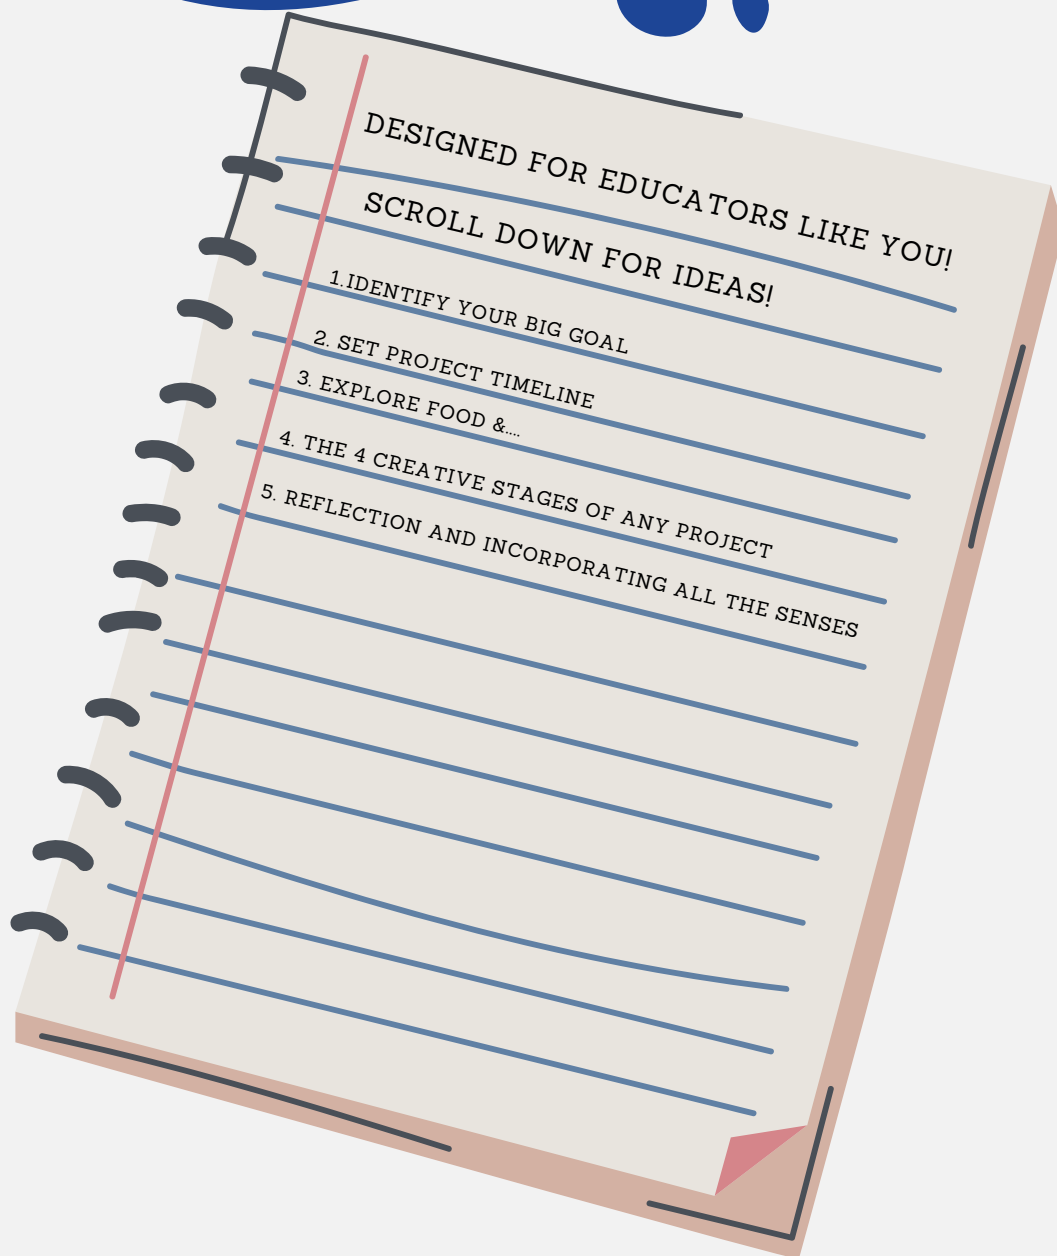 DESIGNED FOR EDUCATORS LIKE YOU!
SCROLL DOWN FOR IDEAS!
1.IDENTIFY YOUR BIG GOAL
2. SET PROJECT TIMELINE
3. EXPLORE FOOD &....
4. THE 4 CREATIVE STAGES OF ANY PROJECT
5. REFLECTION AND INCORPORATING ALL THE SENSES